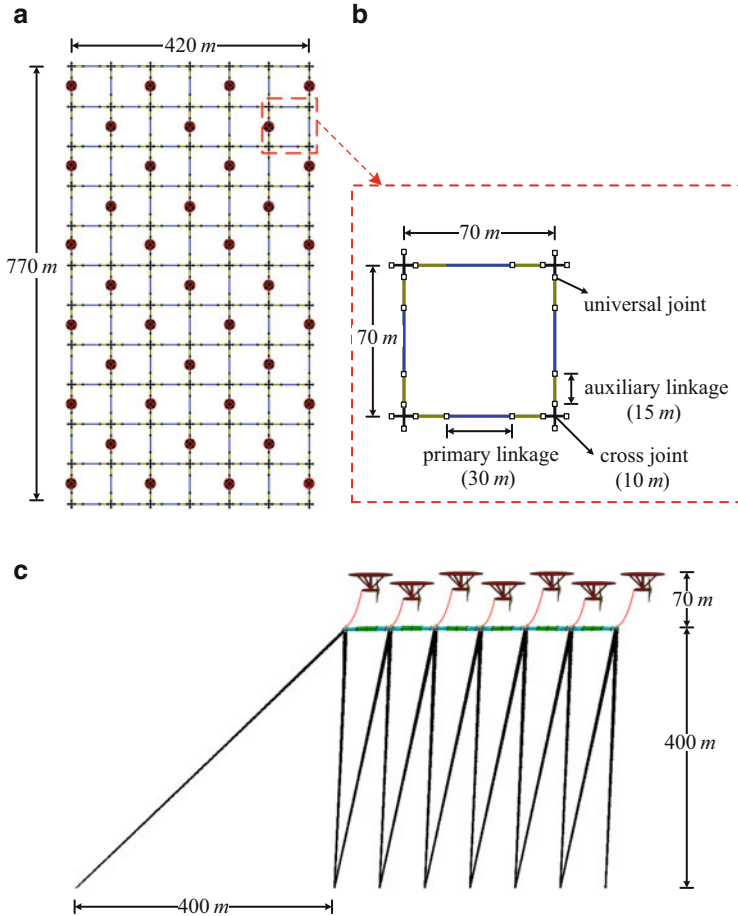 a
420 m
770 m
b
70 m
70 m
universal joint
auxiliary linkage
(15 m)
primary linkage
(30 m)
cross joint
(10 m)
c
70 m
400 m
400 m